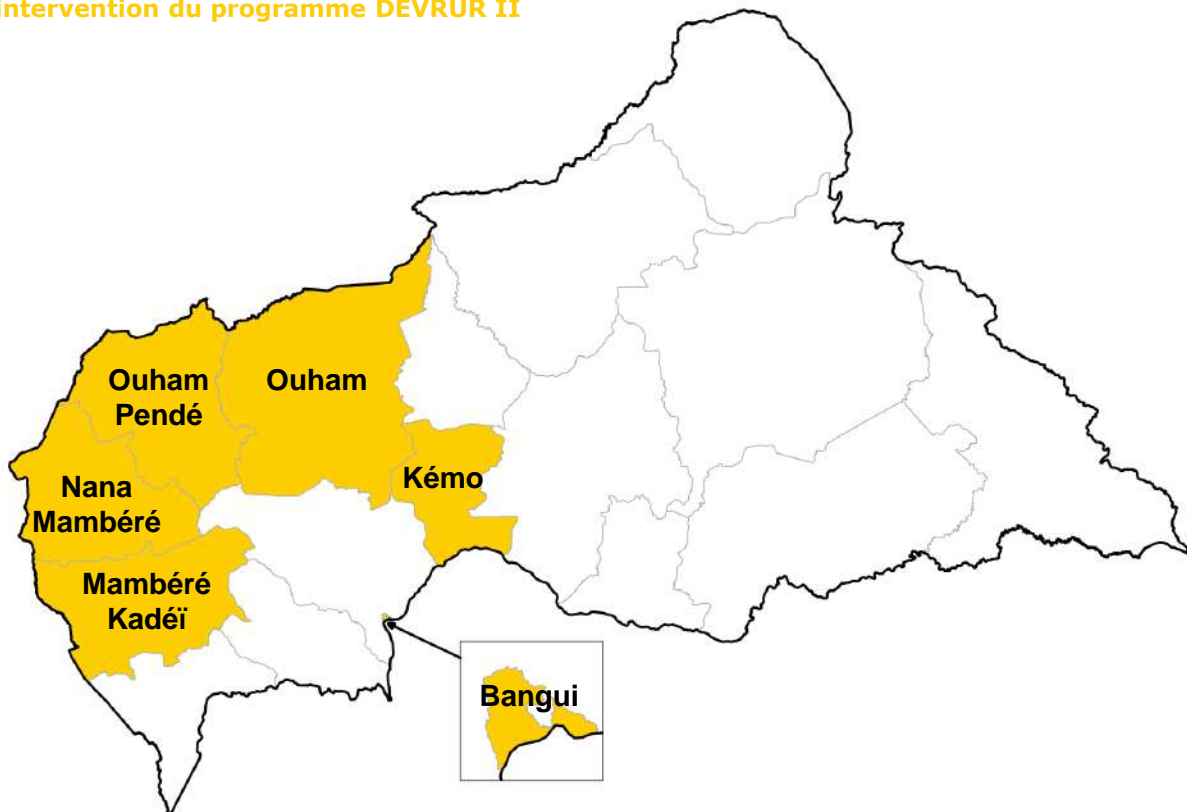 intervention du programme DEVRUR II
Ouham
Pendé
Ouham
Kémo
Nana
Mambéré
Mambéré
Kadéï
Bangui